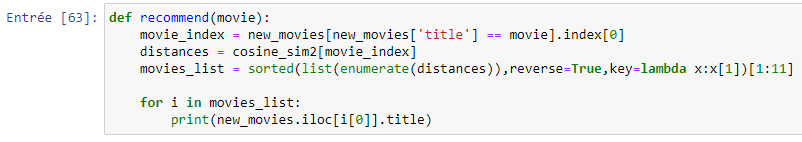 Entrée [63]: def recommend(movie):
    movie_index = new_movies[new_movies['title'] == movie].index[0]
    distances = cosine_sim2[movie_index]
    movies_list = sorted(list(enumerate(distances)),reverse=True,key=lambda x:x[1])[1:11]

    for i in movies_list:
        print(new_movies.iloc[i[0]].title)